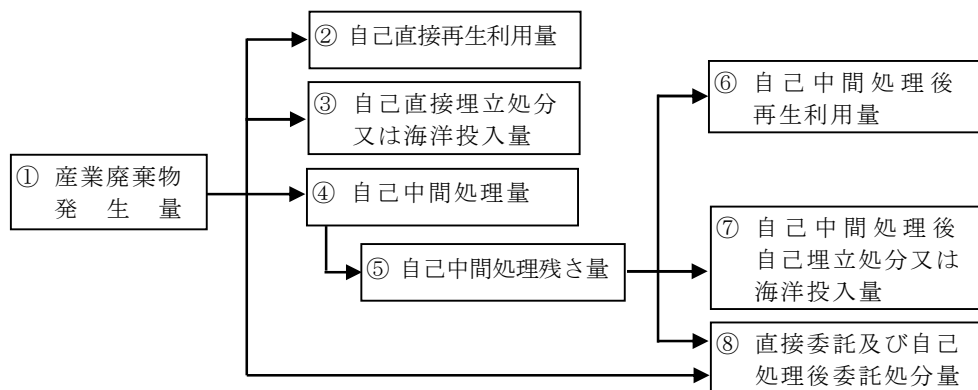 ② 自己直接再生利用量
③ 自己直接埋立処分
又は海洋投入量
① 産業廃棄物
発生量
④ 自己中間処理量
⑤ 自己中間処理残さ量
⑥ 自己中間処理後
再生利用量
⑦ 自己中間処理後
自己埋立処分又は
海洋投入量
⑧ 直接委託及び自己
処理後委託処分量